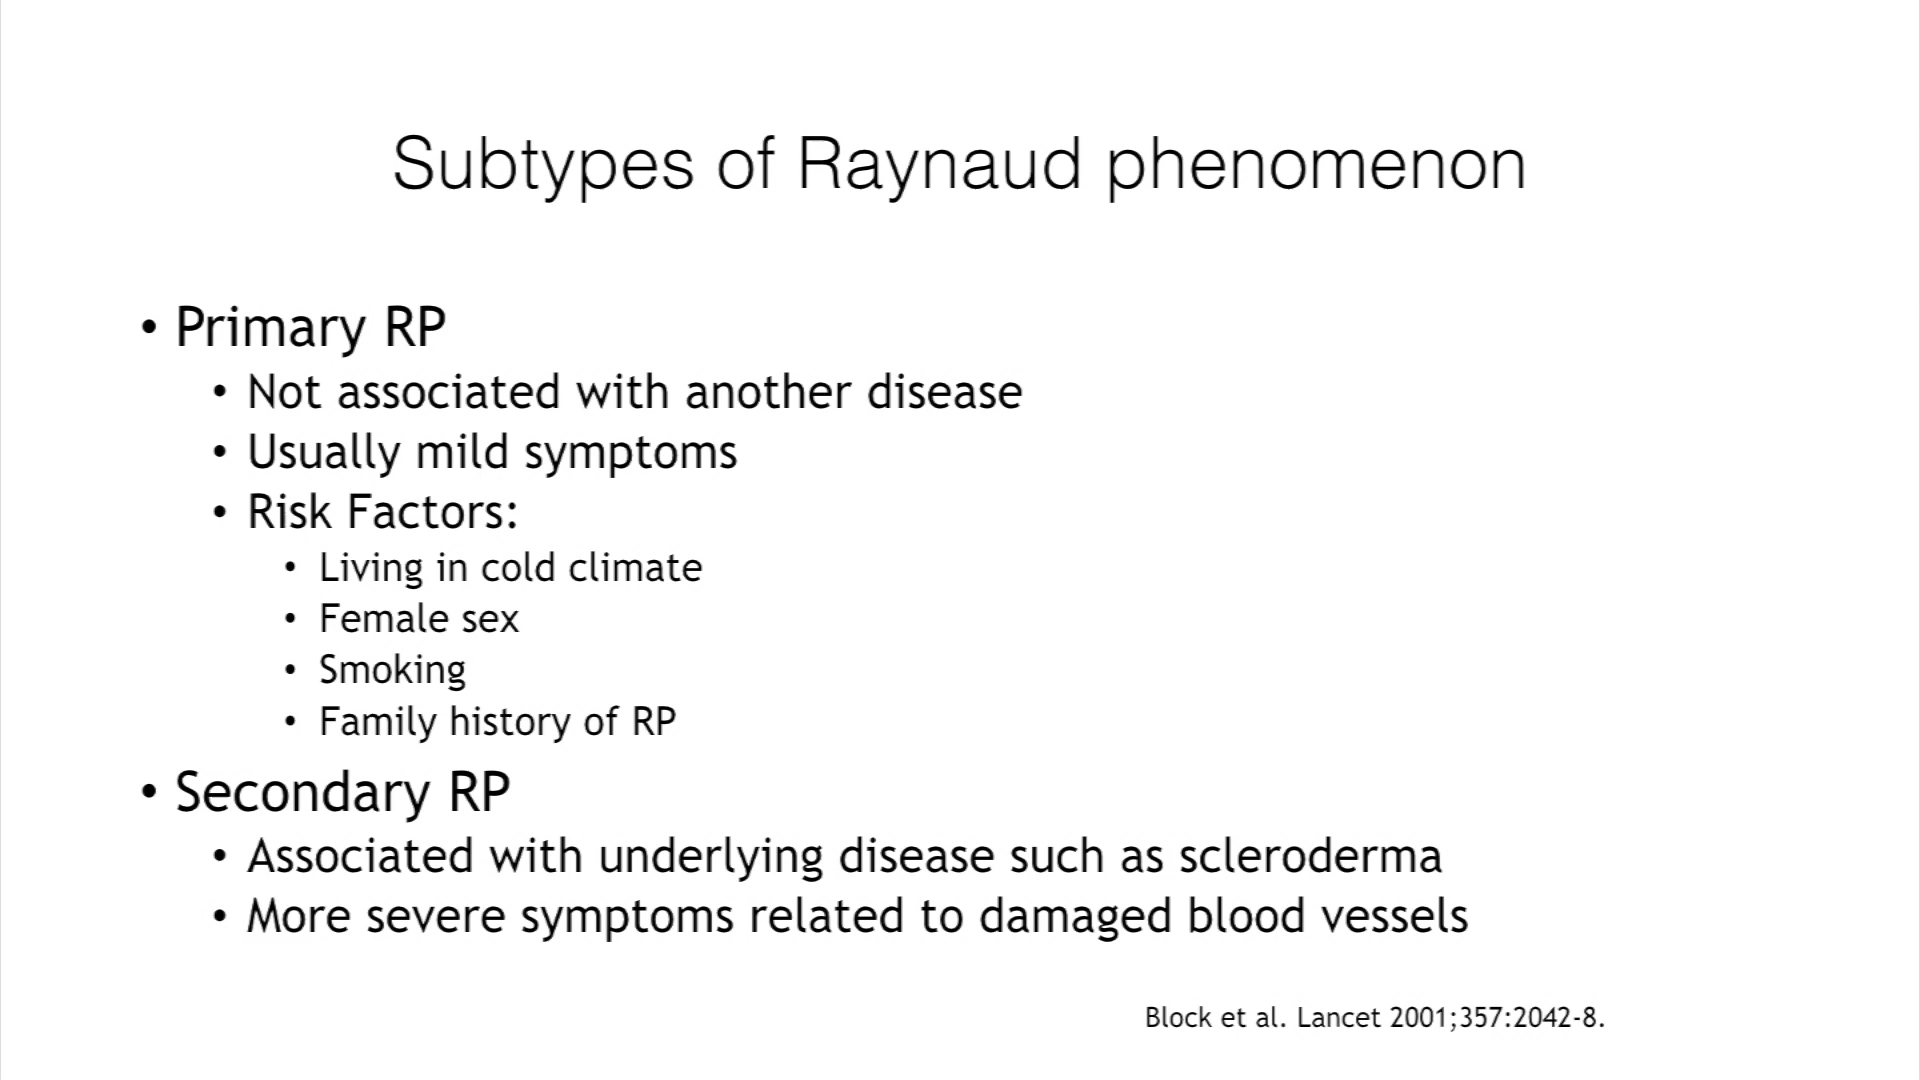 Subtypes of Raynaud phenomenon
• Primary RP
• Not associated with another disease
• Usually mild symptoms
• Risk Factors:
• Living in cold climate
• Female sex
• Smoking
• Family history of RP
• Secondary RP
• Associated with underlying disease such as scleroderma
• More severe symptoms related to damaged blood vessels
Block et al. Lancet 2001;357:2042-8.